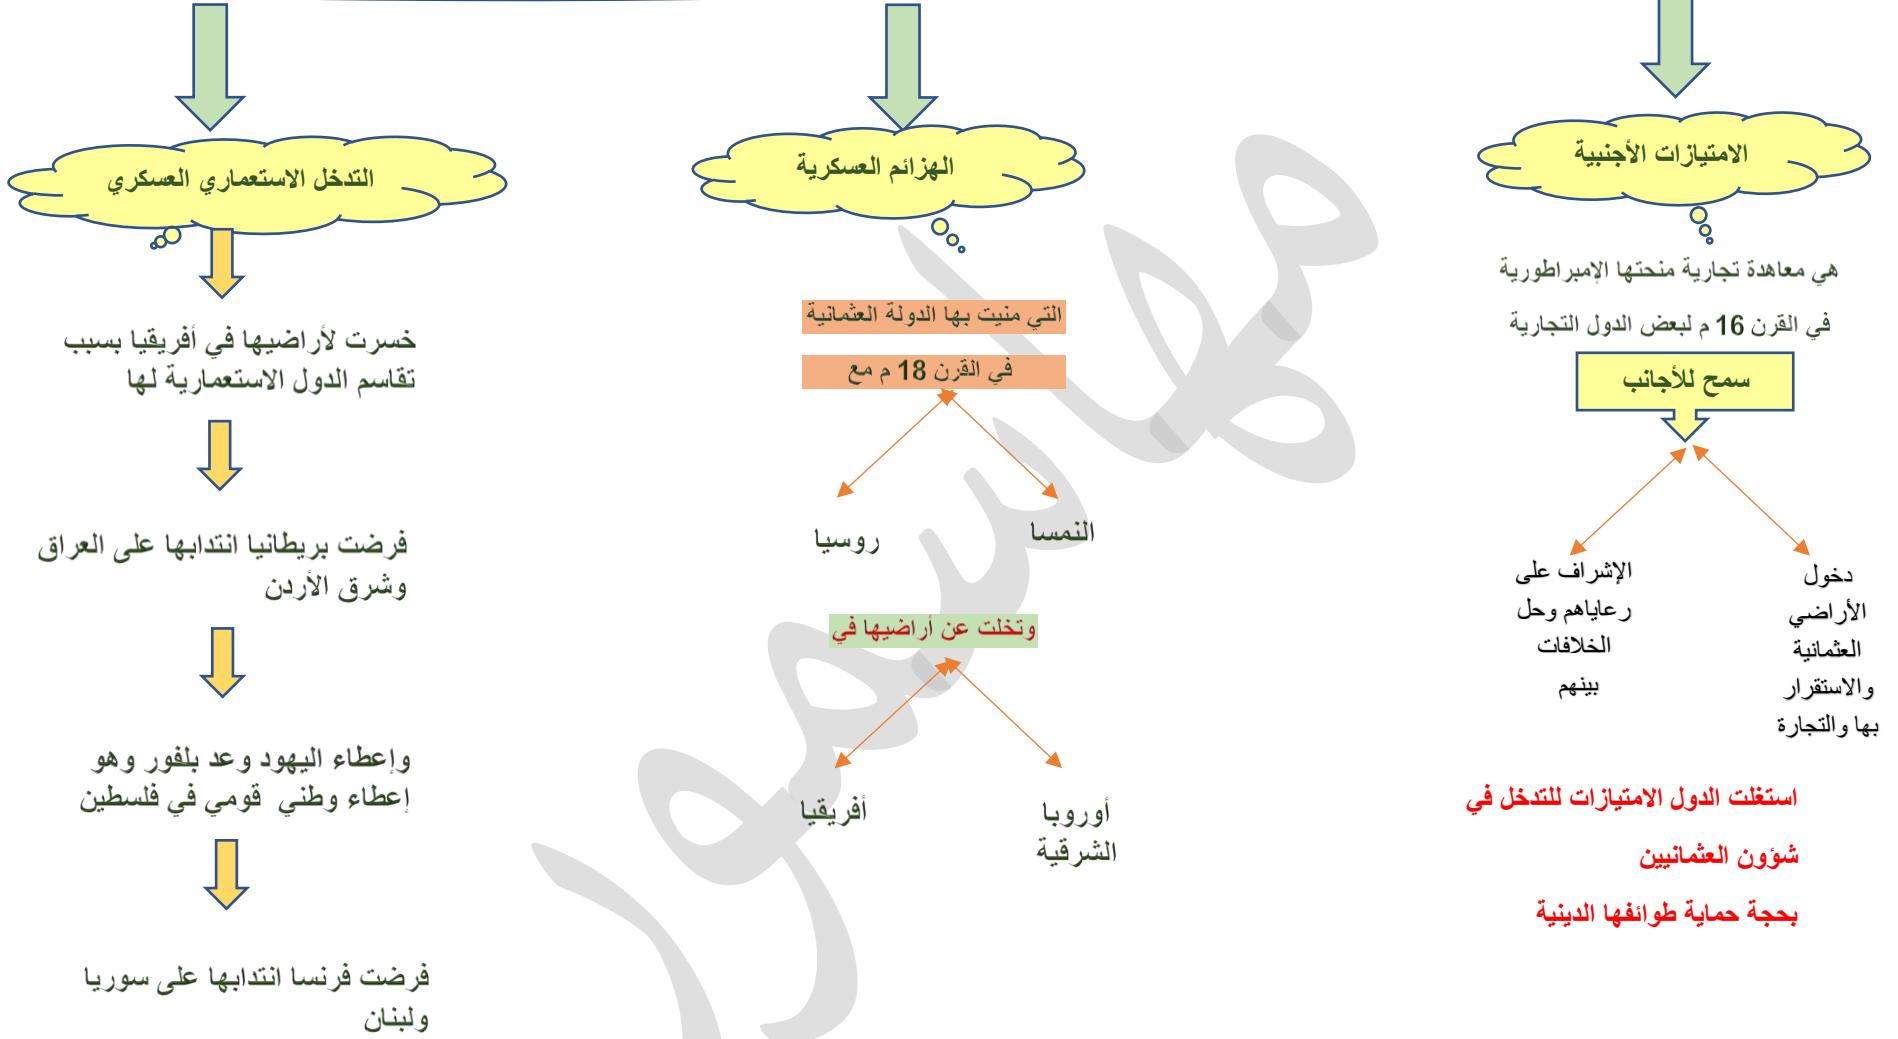 الامتيازات الأجنبية
هي معاهدة تجارية منحتها الإمبراطورية
في القرن 16 م لبعض الدول التجارية
سمح للأجانب
دخول
الأراضي
العثمانية
والاستقرار
بها والتجارة
الإشراف على
رعاياهم وحل
الخلافات
بينهم
استغلت الدول الامتيازات للتدخل في
شؤون العثمانيين
بحجة حماية طوائفها الدينية
الهزائم العسكرية
التي منيت بها الدولة العثمانية
في القرن 18 م مع
النمسا
روسيا
وتخلت عن أراضيها في
أوروبا
الشرقية
أفريقيا
التدخل الاستعماري العسكري
خسرت لأراضيها في أفريقيا بسبب
تقاسم الدول الاستعمارية لها
فرضت بريطانيا انتدابها على العراق
وشرق الأردن
وإعطاء اليهود وعد بلفور وهو
إعطاء وطني قومي في فلسطين
فرضت فرنسا انتدابها على سوريا
ولبنان